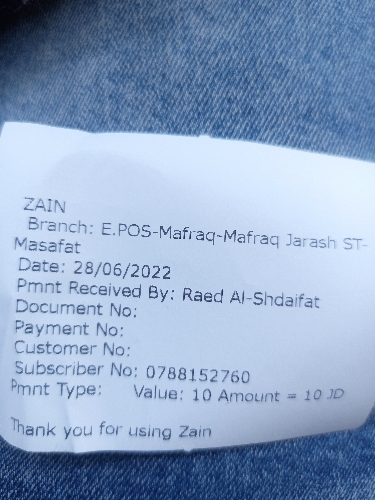 ZAIN
Branch: E.POS-Mafraq-Mafraq Jarash ST-
Masafat
Date: 28/06/2022
Pmnt Received By: Raed Al-Shdaifat
Document No:
Payment No:
Customer No:
Subscriber No: 0788152760
Pmnt Type: Value: 10 Amount = 10 JD
Thank you for using Zain